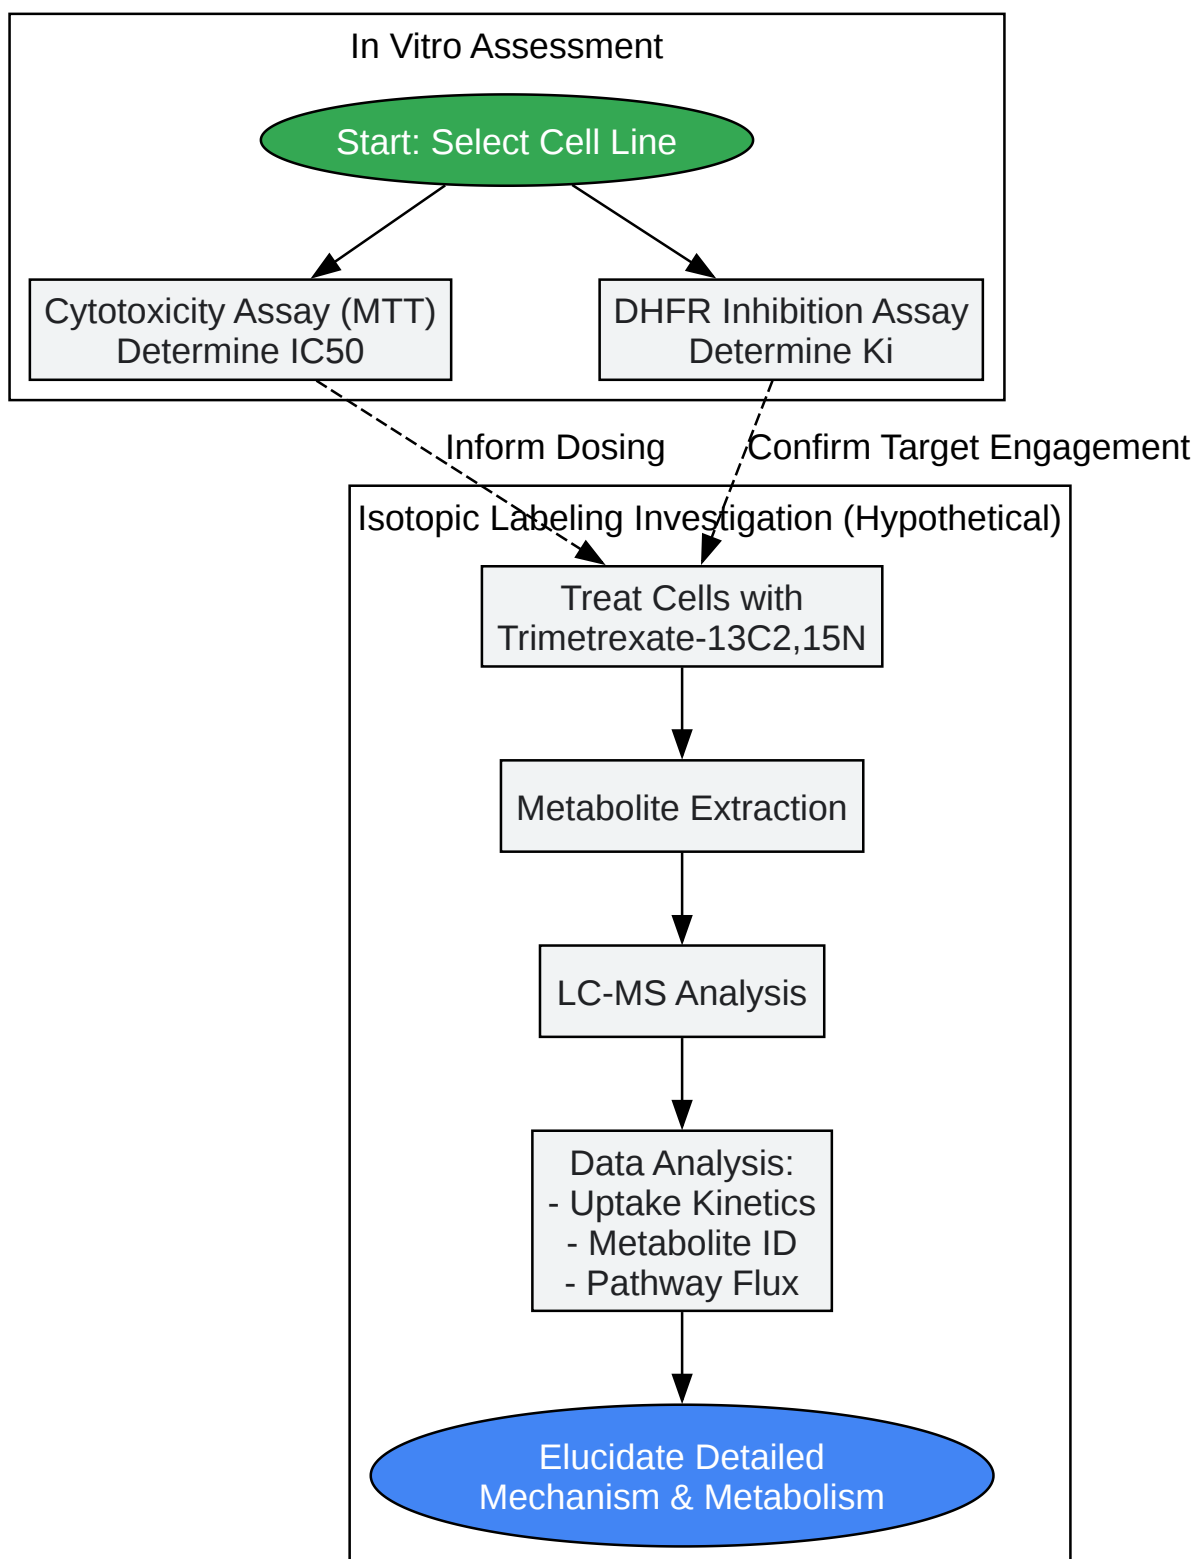 In Vitro Assessment
Start: Select Cell Line
Cytotoxicity Assay (MTT)
Determine IC50
DHFR Inhibition Assay
Determine Ki
Inform Dosing
Confirm Target Engagement
Isotopic Labeling Investigation (Hypothetical)
Treat Cells with
Trimetrexate-13C2,15N
Metabolite Extraction
LC-MS Analysis
Data Analysis:
- Uptake Kinetics
- Metabolite ID
- Pathway Flux
Elucidate Detailed
Mechanism & Metabolism